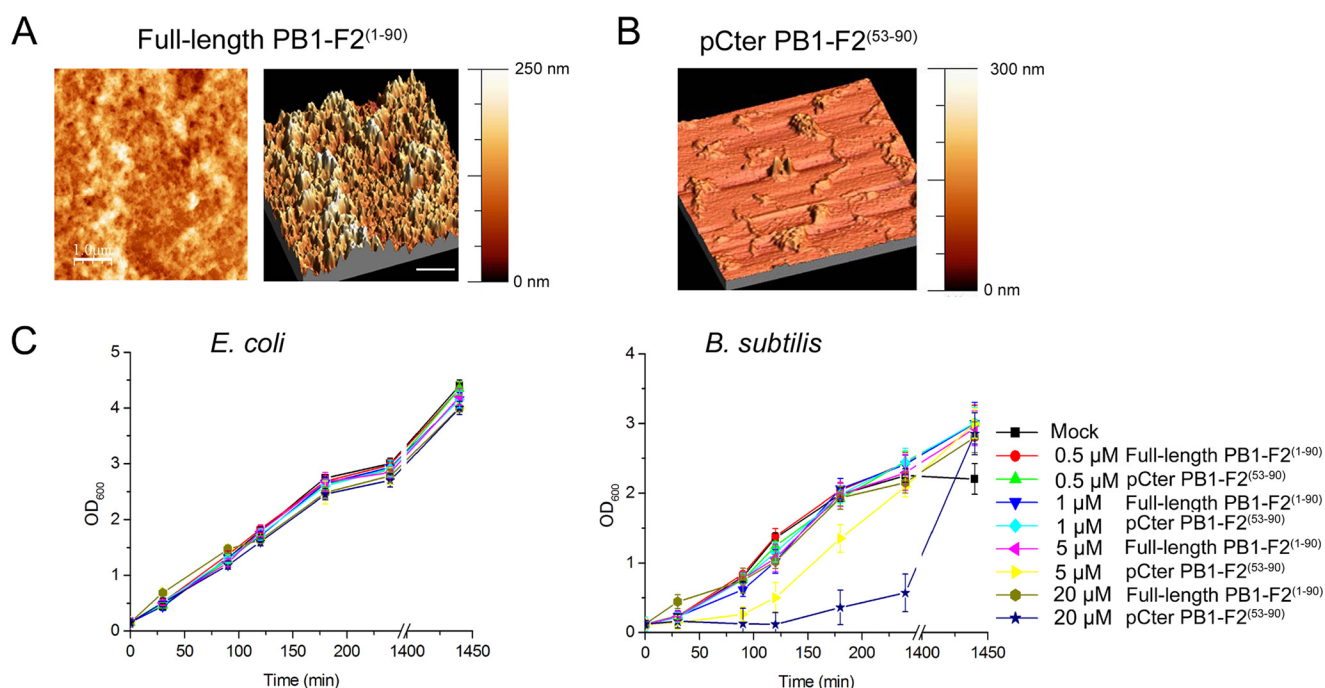 A
Full-length PB1-F2(1-90)
1.0µm
250 nm
0 nm
B
pCter PB1-F2(53-90)
300 nm
0 nm
C
E. coli
5
4
3
2
1
0
OD600
0 50 100 150 200 1400 1450
Time (min)
B. subtilis
4
3
2
1
0
OD600
0 50 100 150 200 1400 1450
Time (min)
Mock
0.5 µM Full-length PB1-F2(1-90)
0.5 µM pCter PB1-F2(53-90)
1 µM Full-length PB1-F2(1-90)
1 µM pCter PB1-F2(53-90)
5 µM Full-length PB1-F2(1-90)
5 µM pCter PB1-F2(53-90)
20 µM Full-length PB1-F2(1-90)
20 µM pCter PB1-F2(53-90)